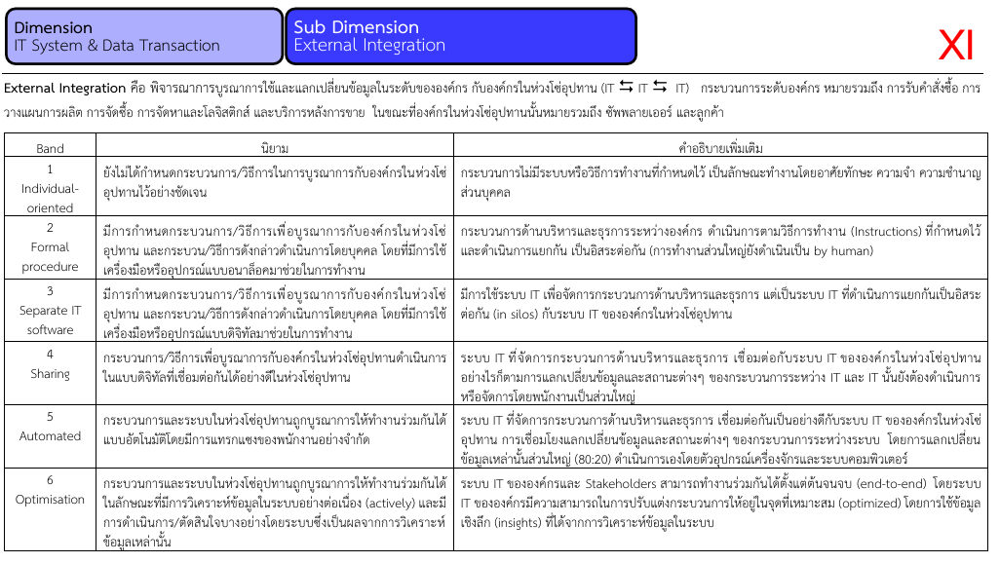 Dimension
IT System & Data Transaction
Sub Dimension
External Integration
XI
External Integration คือ พิจารณาการบูรณาการใช้และแลกเปลี่ยนข้อมูลในระดับขององค์กร กับองค์กรในห่วงโซ่อุปทาน (IT ⇆ IT ⇆ IT) กระบวนการระดับองค์กร หมายรวมถึง การรับคำสั่งซื้อ การ
วางแผนการผลิต การจัดซื้อ การจัดหาและโลจิสติกส์ และบริการหลังการขาย ในขณะที่องค์กรในห่วงโซ่อุปทานนั้นหมายรวมถึง ซัพพลายเออร์ และลูกค้า
Band
นิยาม
คำอธิบายเพิ่มเติม
1
Individual-
oriented
ยังไม่ได้กำหนดกระบวนการ/วิธีการในการบูรณาการกับองค์กรในห่วงโซ่
อุปทานไว้อย่างชัดเจน
กระบวนการไม่มีระบบหรือวิธีการทำงานที่กำหนดไว้ เป็นลักษณะทำงานโดยอาศัยทักษะ ความจำ ความชำนาญ
ส่วนบุคคล
2
Formal
procedure
มีการกำหนดกระบวนการ/วิธีการเพื่อบูรณาการกับองค์กรในห่วงโซ่
อุปทาน และกระบวน/วิธีการดังกล่าวดำเนินการโดยบุคคล โดยที่มีการใช้
เครื่องมือหรืออุปกรณ์แบบอนาล็อคมาช่วยในการทำงาน
กระบวนการด้านบริหารและธุรการระหว่างองค์กร ดำเนินการตามวิธีการทำงาน (Instructions) ที่กำหนดไว้
และดำเนินการแยกกัน เป็นอิสระต่อกัน (การทำงานส่วนใหญ่ยังดำเนินเป็น by human)
3
Separate IT
software
มีการกำหนดกระบวนการ/วิธีการเพื่อบูรณาการกับองค์กรในห่วงโซ่
อุปทาน และกระบวน/วิธีการดังกล่าวดำเนินการโดยบุคคล โดยที่มีการใช้
เครื่องมือหรืออุปกรณ์แบบดิจิทัลมาช่วยในการทำงาน
มีการใช้ระบบ IT เพื่อจัดการกระบวนการด้านบริหารและธุรการ แต่เป็นระบบ IT ที่ดำเนินการแยกกันเป็นอิสระ
ต่อกัน (in silos) กับระบบ IT ขององค์กรในห่วงโซ่อุปทาน
4
Sharing
กระบวนการ/วิธีการเพื่อบูรณาการกับองค์กรในห่วงโซ่อุปทานดำเนินการ
ในแบบดิจิทัลที่เชื่อมต่อกันได้อย่างดีในห่วงโซ่อุปทาน
ระบบ IT ที่จัดการกระบวนการด้านบริหารและธุรการ เชื่อมต่อกับระบบ IT ขององค์กรในห่วงโซ่อุปทาน
อย่างไรก็ตามการแลกเปลี่ยนข้อมูลและสถานะต่างๆ ของกระบวนการระหว่าง IT และ IT นั้นยังต้องดำเนินการ
หรือจัดการโดยพนักงานเป็นส่วนใหญ่
5
Automated
กระบวนการและระบบในห่วงโซ่อุปทานถูกบูรณาการให้ทำงานร่วมกันได้
แบบอัตโนมัติโดยมีการแทรกแซงของพนักงานอย่างจำกัด
ระบบ IT ที่จัดการกระบวนการด้านบริหารและธุรการ เชื่อมต่อกันเป็นอย่างดีกับระบบ IT ขององค์กรในห่วงโซ่
อุปทาน การเชื่อมโยงแลกเปลี่ยนข้อมูลและสถานะต่างๆ ของกระบวนการระหว่างระบบ โดยการแลกเปลี่ยน
ข้อมูลเหล่านั้นส่วนใหญ่ (80:20) ดำเนินการเองโดยตัวอุปกรณ์เครื่องจักรและระบบคอมพิวเตอร์
6
Optimisation
กระบวนการและระบบในห่วงโซ่อุปทานถูกบูรณาการให้ทำงานร่วมกันได้
ในลักษณะที่มีการวิเคราะห์ข้อมูลในระบบอย่างต่อเนื่อง (actively) และมี
การดำเนินการ/ตัดสินใจบางอย่างโดยระบบซึ่งเป็นผลจากการวิเคราะห์
ข้อมูลเหล่านั้น
ระบบ IT ขององค์กรและ Stakeholders สามารถทำงานร่วมกันได้ตั้งแต่ต้นจนจบ (end-to-end) โดยระบบ
IT ขององค์กรมีความสามารถในการปรับแต่งกระบวนการให้อยู่ในจุดที่เหมาะสม (optimized) โดยการใช้ข้อมูล
เชิงลึก (insights) ที่ได้จากการวิเคราะห์ข้อมูลในระบบ